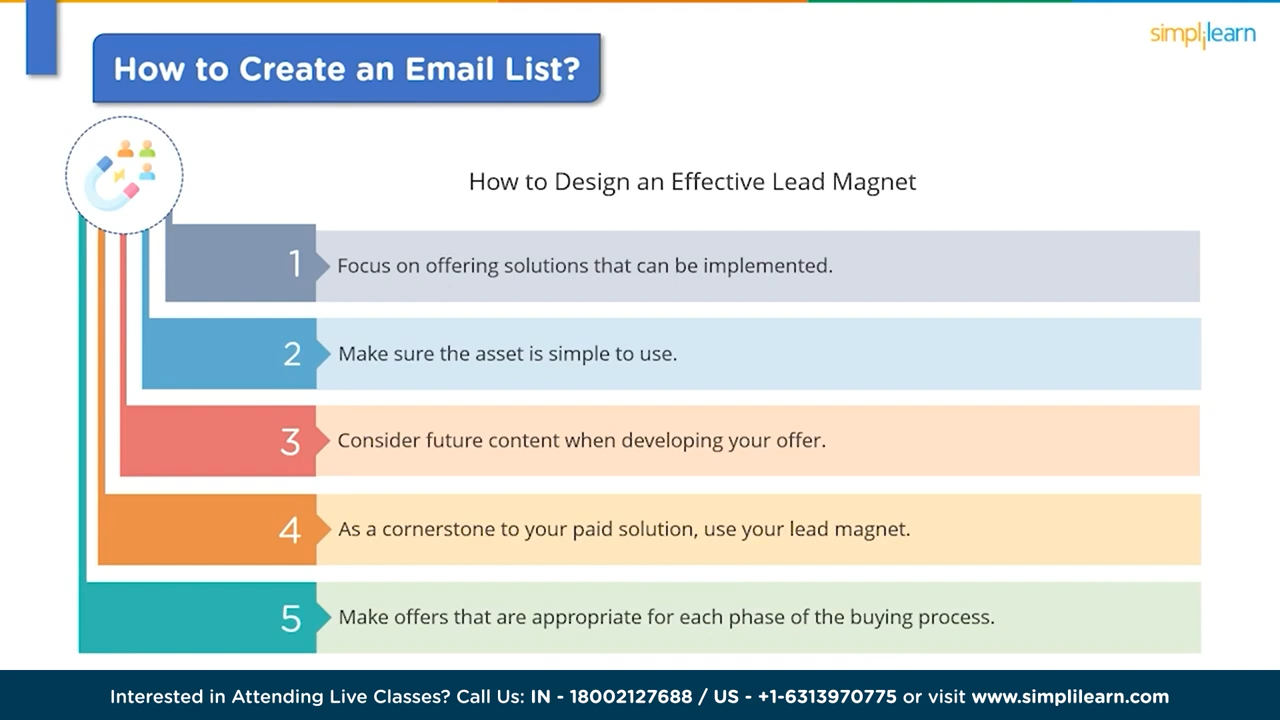 simplilearn
How to Create an Email List?
How to Design an Effective Lead Magnet
1 Focus on offering solutions that can be implemented.
2 Make sure the asset is simple to use.
3 Consider future content when developing your offer.
4 As a cornerstone to your paid solution, use your lead magnet.
5 Make offers that are appropriate for each phase of the buying process.
Interested in Attending Live Classes? Call Us: IN - 18002127688 / US - +1-6313970775 or visit www.simplilearn.com